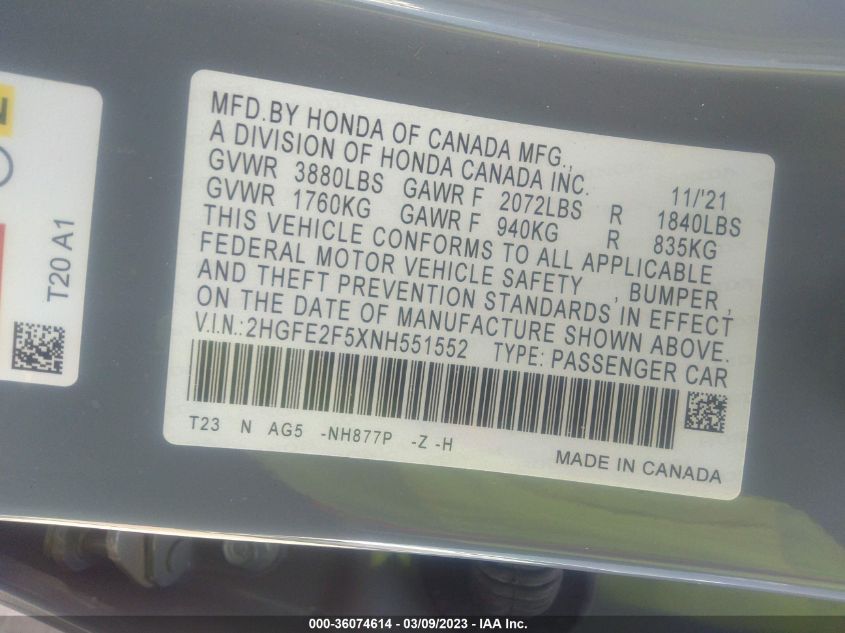 MFD.BY HONDA OF CANADA MFG.,
A DIVISION OF HONDA CANADA INC.
GVWR 3880LBS GAWR F 2072LBS R 1840LBS 11/'21
GVWR 1760KG GAWR F 940KG R 835KG
THIS VEHICLE CONFORMS TO ALL APPLICABLE
FEDERAL MOTOR VEHICLE SAFETY , BUMPER ,
AND THEFT PREVENTION STANDARDS IN EFFECT
ON THE DATE OF MANUFACTURE SHOWN ABOVE.
V.I.N.:2HGFE2F5XNH551552 TYPE: PASSENGER CAR
T23 N AG5 -NH877P -Z -H
MADE IN CANADA
T20 A1
000-36074614 - 03/09/2023 - IAA Inc.